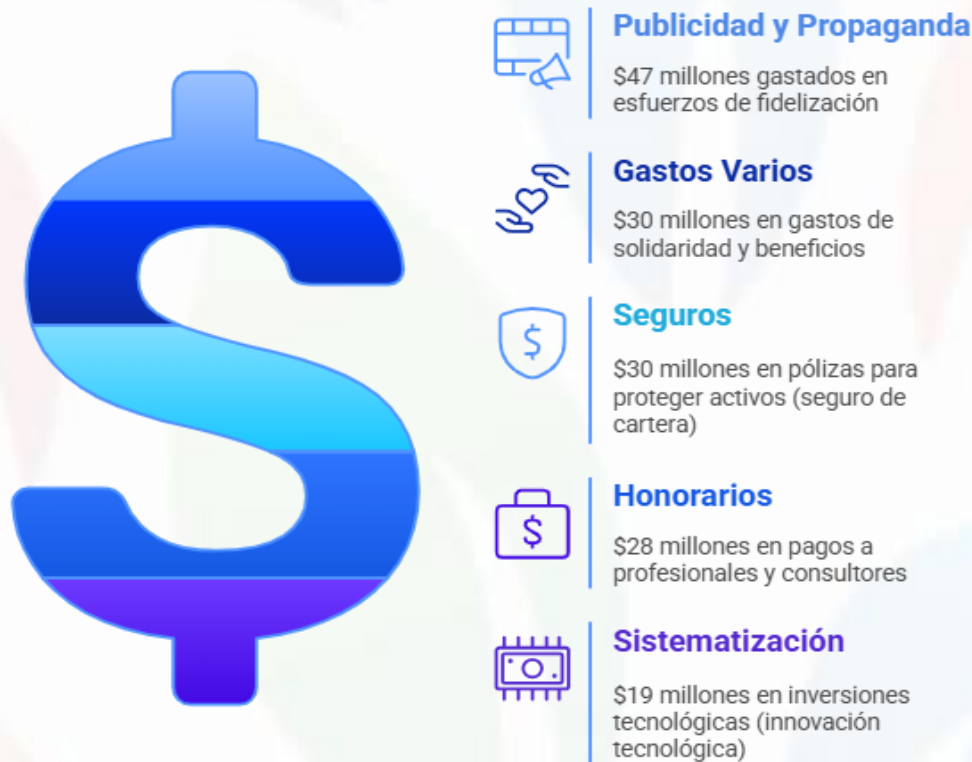 Publicidad y Propaganda
$47 millones gastados en
esfuerzos de fidelización
Gastos Varios
$30 millones en gastos de
solidaridad y beneficios
Seguros
$30 millones en pólizas para
proteger activos (seguro de
cartera)
Honorarios
$28 millones en pagos a
profesionales y consultores
Sistematización
$19 millones en inversiones
tecnológicas (innovación
tecnológica)